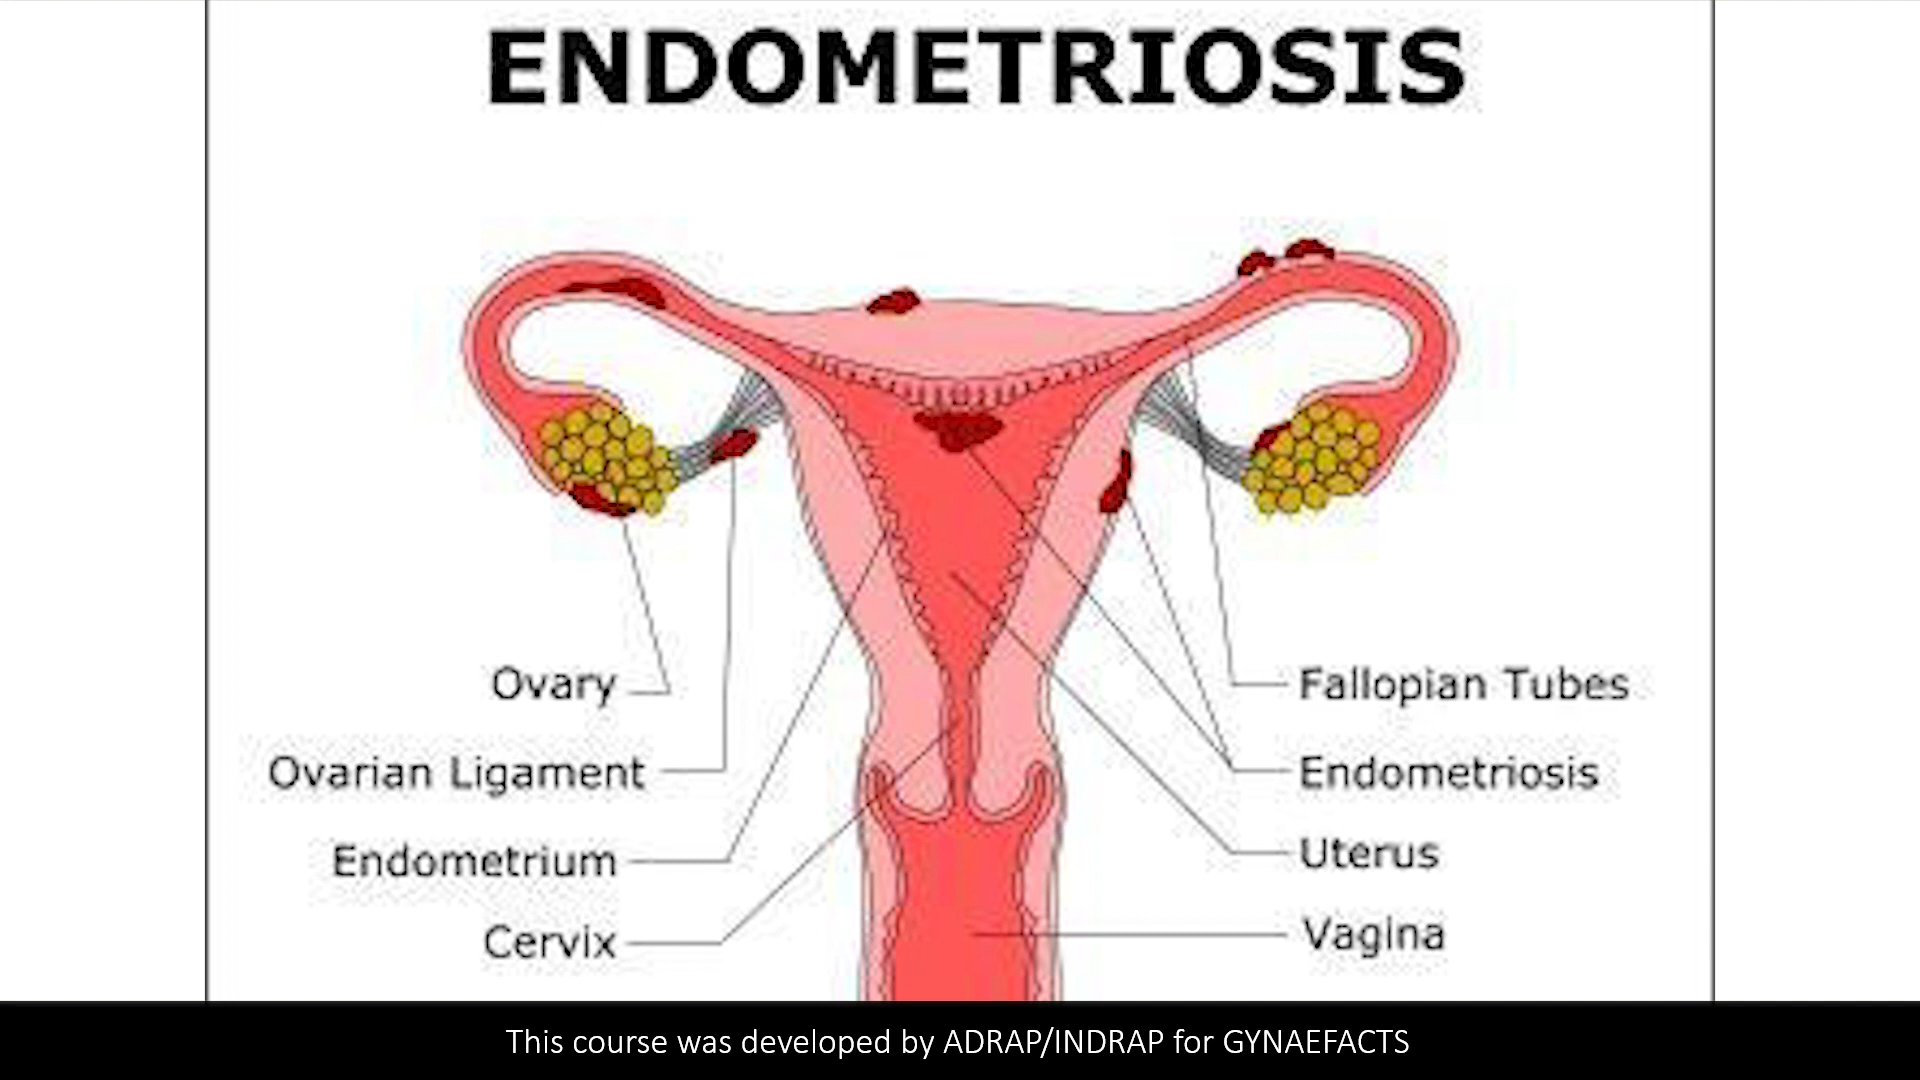 ENDOMETRIOSIS
Ovary
Ovarian Ligament
Endometrium
Cervix
Fallopian Tubes
Endometriosis
Uterus
Vagina
This course was developed by ADRAP/INDRAP for GYNAEFACTS